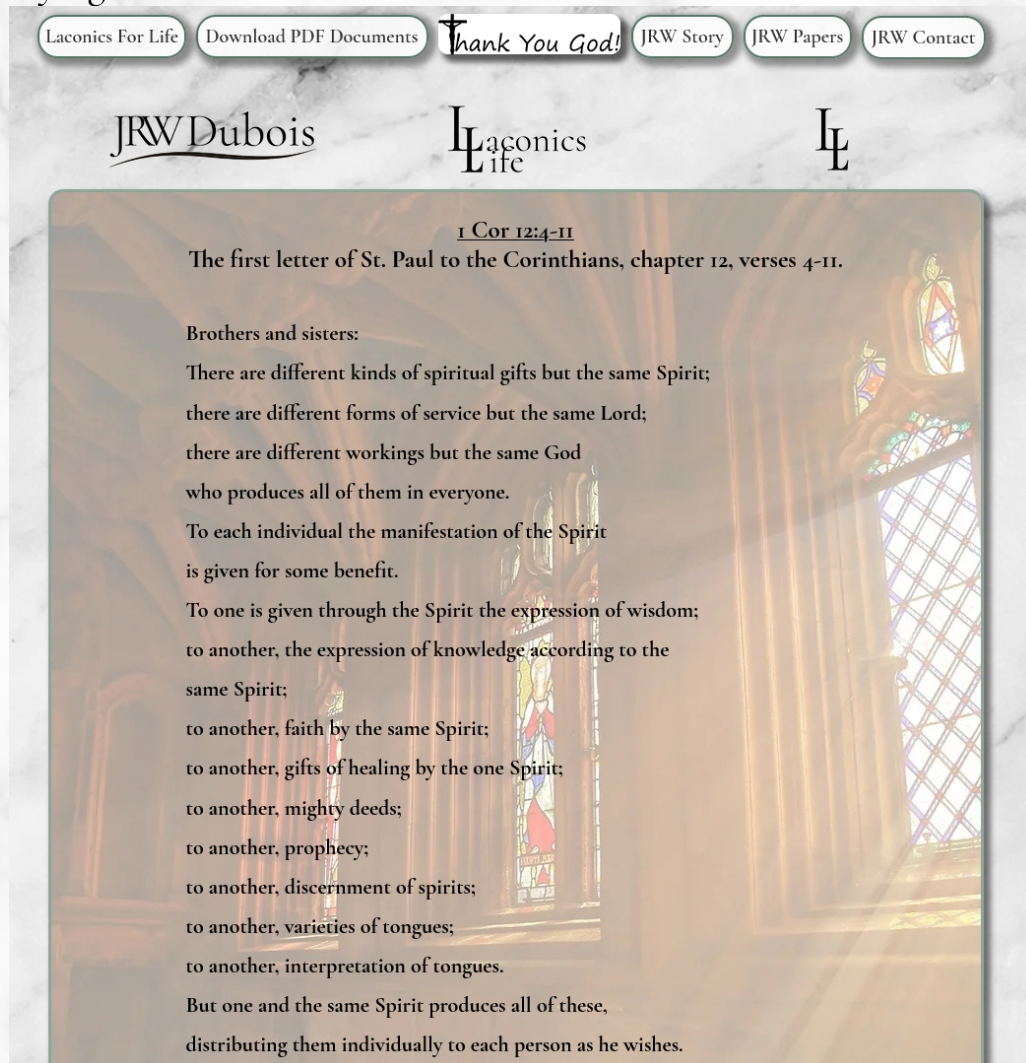 Laconics For Life
Download PDF Documents
Thank You God!
JRW Story
JRW Papers
JRW Contact
JRW Dubois
Laconics
Life
LL
1 Cor 12:4-11
The first letter of St. Paul to the Corinthians, chapter 12, verses 4-11.
Brothers and sisters:
There are different kinds of spiritual gifts but the same Spirit;
there are different forms of service but the same Lord;
there are different workings but the same God
who produces all of them in everyone.
To each individual the manifestation of the Spirit
is given for some benefit.
To one is given through the Spirit the expression of wisdom;
to another, the expression of knowledge according to the
same Spirit;
to another, faith by the same Spirit;
to another, gifts of healing by the one Spirit;
to another, mighty deeds;
to another, prophecy;
to another, discernment of spirits;
to another, varieties of tongues;
to another, interpretation of tongues.
But one and the same Spirit produces all of these,
distributing them individually to each person as he wishes.